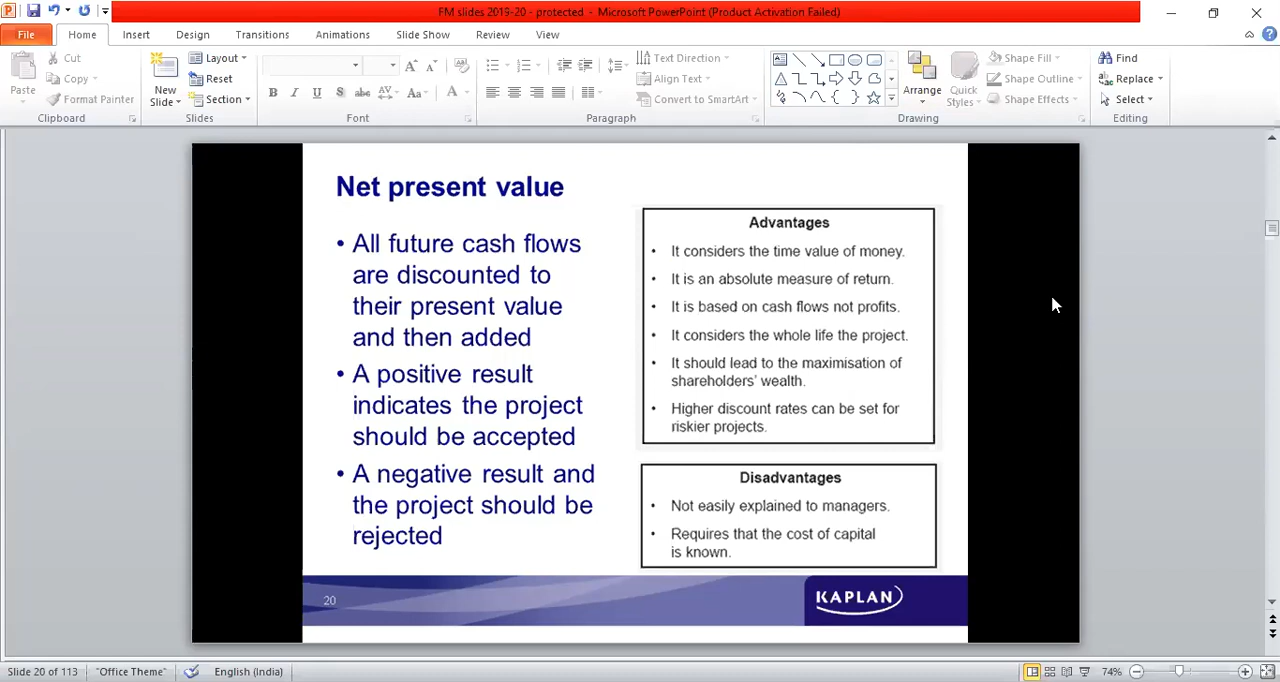 FM slides 2019-20 - protected - Microsoft PowerPoint (Product Activation Failed)
File Home Insert Design Transitions Animations Slide Show Review View
Paste
Cut
Copy
Format Painter
Clipboard
New
Slide
Layout
Reset
Section
Slides
B I U S abc AV Aa A
Font
Text Direction
Align Text
Convert to SmartArt
Paragraph
Arrange
Quick
Styles
Shape Fill
Shape Outline
Shape Effects
Drawing
Find
Replace
Select
Editing
Net present value
• All future cash flows
are discounted to
their present value
and then added
• A positive result
indicates the project
should be accepted
• A negative result and
the project should be
rejected
Advantages
• It considers the time value of money.
• It is an absolute measure of return.
• It is based on cash flows not profits.
• It considers the whole life the project.
• It should lead to the maximisation of
shareholders' wealth.
• Higher discount rates can be set for
riskier projects.
Disadvantages
• Not easily explained to managers.
• Requires that the cost of capital
is known.
20
KAPLAN
Slide 20 of 113 "Office Theme" English (India) 74%